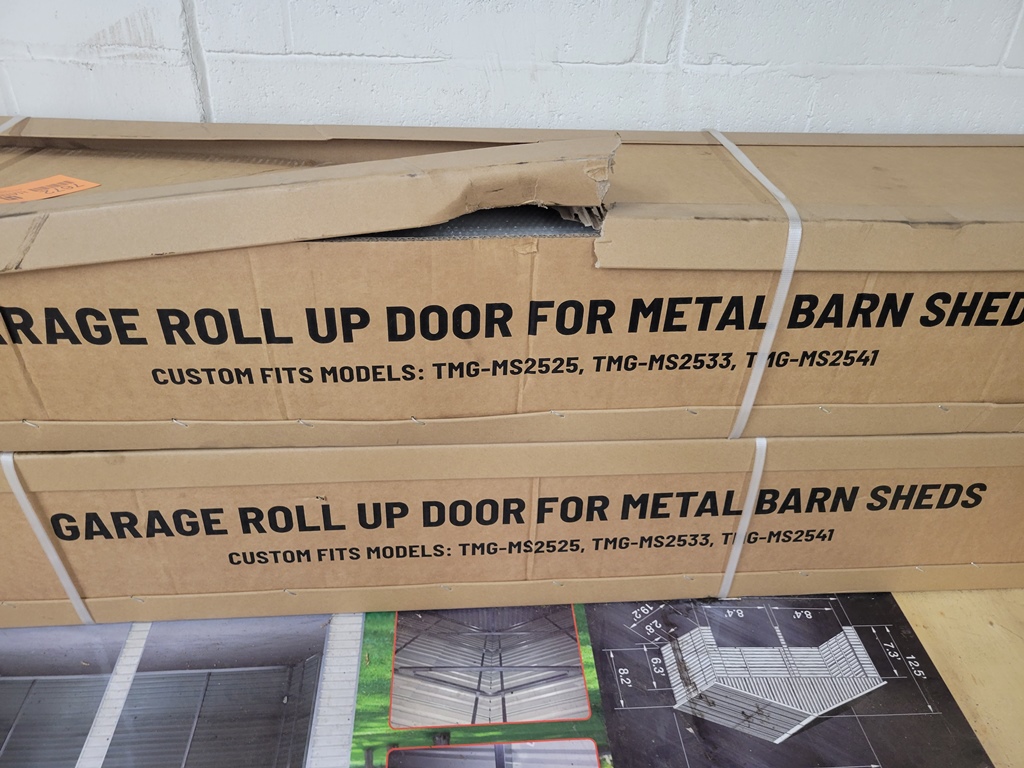 RAGE ROLL UP DOOR FOR METAL BARN SHED
CUSTOM FITS MODELS: TMG-MS2525, TMG-MS2533, TMG-MS2541
GARAGE ROLL UP DOOR FOR METAL BARN SHEDS
CUSTOM FITS MODELS: TMG-MS2525, TMG-MS2533, TMG-MS2541
19.2'
2.8'
8.4'
8.4'
8.2'
6.3'
7.3'
12.5'